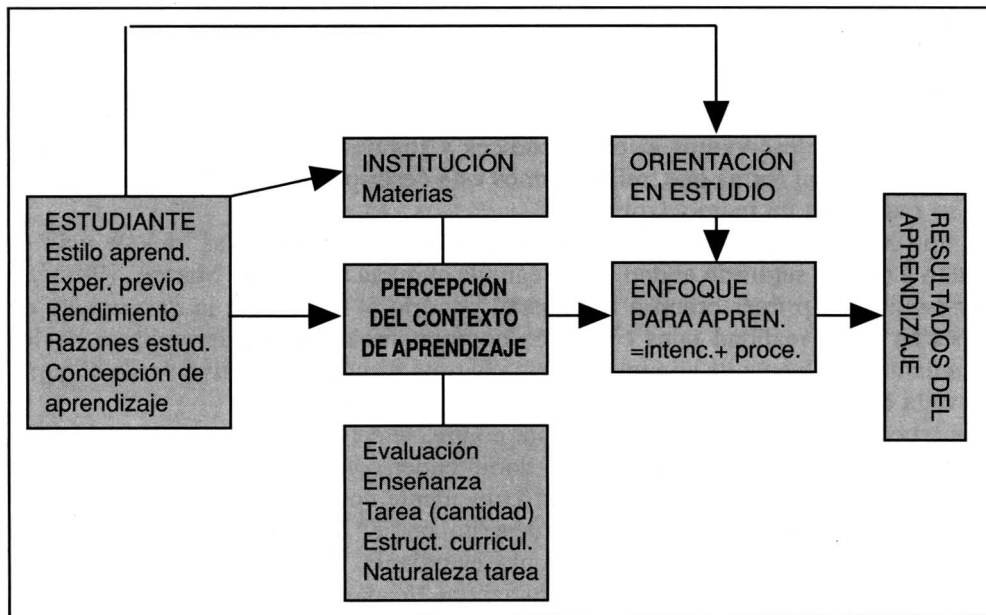 ESTUDIANTE
Estilo aprend.
Exper. previo
Rendimiento
Razones estud.
Concepción de
aprendizaje
INSTITUCIÓN
Materias
PERCEPCIÓN
DEL CONTEXTO
DE APRENDIZAJE
Evaluación
Enseñanza
Tarea (cantidad)
Estruct. curricul.
Naturaleza tarea
ORIENTACIÓN
EN ESTUDIO
ENFOQUE
PARA APREN.
=intenc.+ proce.
RESULTADOS DEL
APRENDIZAJE